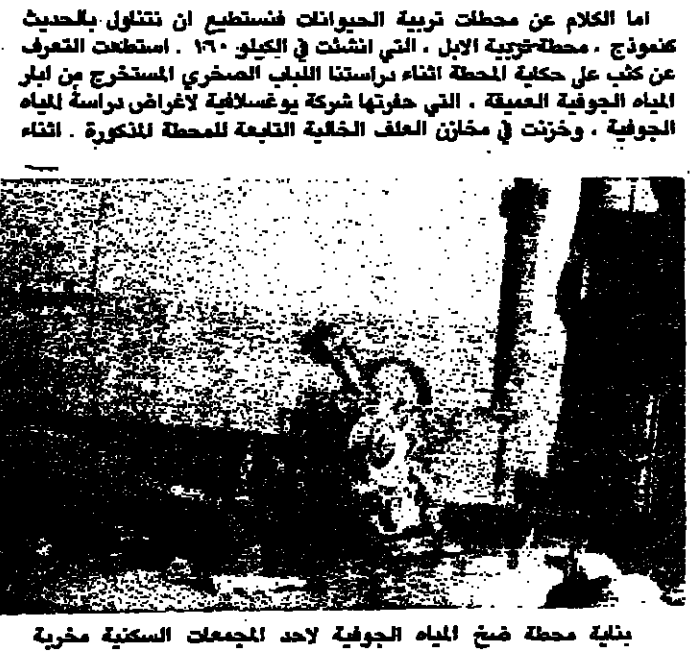 اما الكلام عن محطات تربية الحيوانات فنستطيع ان نتناول بالحديث
كنموذج ، محطة تربية الابل ، التي انشئت في الكيلو ١٦٠ . استطعت التعرف
عن كثب على حكاية المحطة اثناء دراستنا اللباب الصخري المستخرج من ابار
المياه الجوفية العميقة ، التي حفرتها شركة يوغسلافية لاغراض دراسة المياه
الجوفية ، وخزنت في مخازن العلف الخالية التابعة للمحطة المذكورة . اثناء
بناية محطة ضخ المياه الجوفية لاحد المجمعات السكنية مخربة